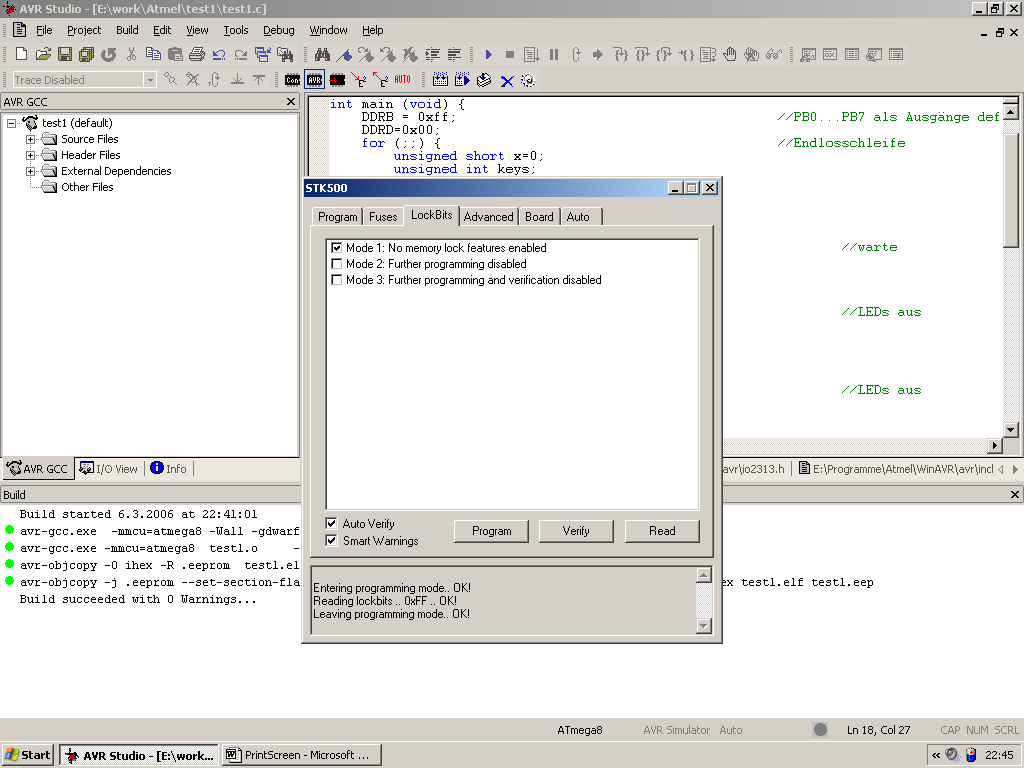 AVR Studio - [E:\work\Atmel\test1\test1.c]
File Project Build Edit View Tools Debug Window Help
Trace Disabled
Con AVR AUTO
AVR GCC
test1 (default)
Source Files
Header Files
External Dependencies
Other Files
int main (void) {
DDRB = 0xff; //PB0...PB7 als Ausgänge def
DDRD=0x00;
for (;;) { //Endlosschleife
unsigned short x=0;
unsigned int keys;
//warte
//LEDs aus
//LEDs aus
STK500
Program Fuses LockBits Advanced Board Auto
Mode 1: No memory lock features enabled
Mode 2: Further programming disabled
Mode 3: Further programming and verification disabled
Auto Verify
Smart Warnings
Program Verify Read
Entering programming mode.. OK!
Reading lockbits .. 0xFF .. OK!
Leaving programming mode.. OK!
AVR GCC I/O View Info
avr\io2313.h E:\Programme\Atmel\WinAVR\avr\incl
Build
Build started 6.3.2006 at 22:41:01
avr-gcc.exe -mmcu=atmega8 -Wall -gdwarf
avr-gcc.exe -mmcu=atmega8 test1.o -
avr-objcopy -O ihex -R .eeprom test1.el
avr-objcopy -j .eeprom --set-section-fla ex test1.elf test1.eep
Build succeeded with 0 Warnings...
ATmega8 AVR Simulator Auto Ln 18, Col 27 CAP NUM SCRL
Start AVR Studio - [E:\work... PrintScreen - Microsoft ... « 22:45